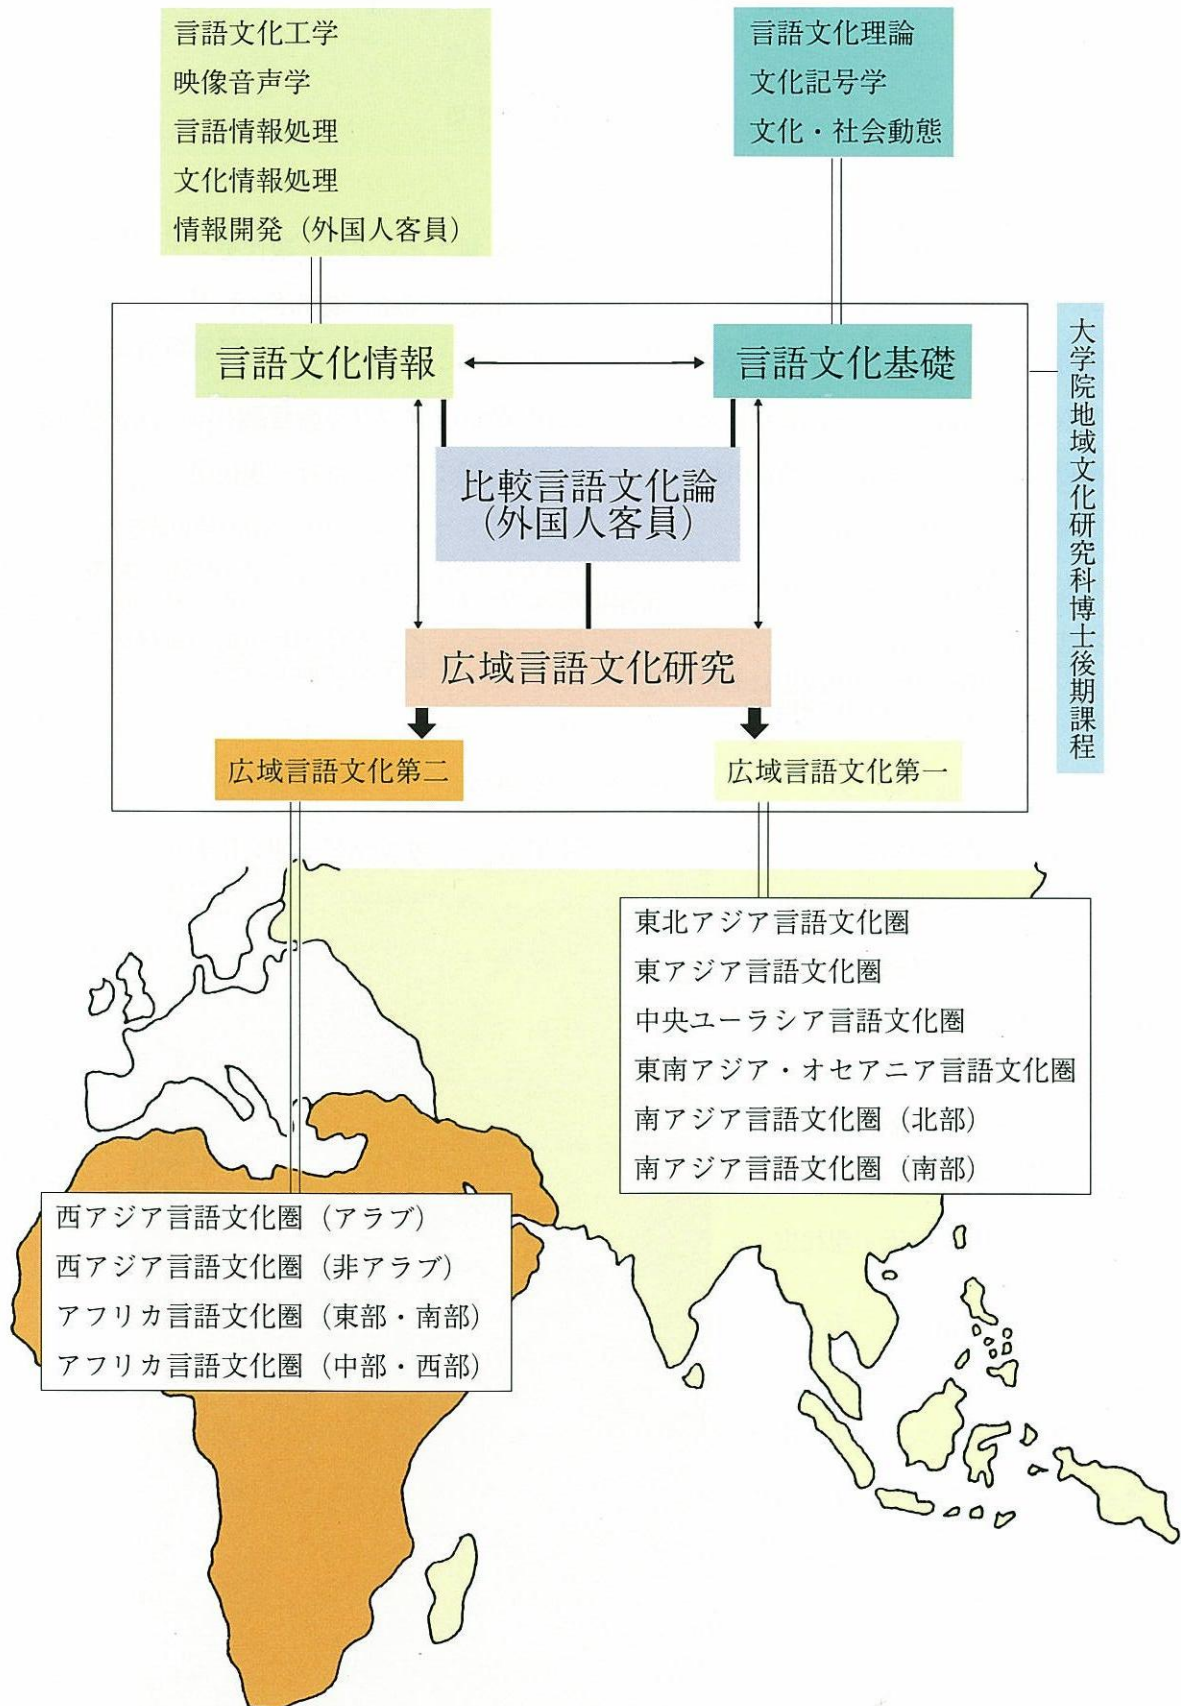 言語文化工学
映像音声学
言語情報処理
文化情報処理
情報開発（外国人客員）
言語文化理論
文化記号学
文化・社会動態
言語文化情報
言語文化基礎
比較言語文化論
（外国人客員）
広域言語文化研究
広域言語文化第二
広域言語文化第一
大学院地域文化研究科博士後期課程
東北アジア言語文化圏
東アジア言語文化圏
中央ユーラシア言語文化圏
東南アジア・オセアニア言語文化圏
南アジア言語文化圏（北部）
南アジア言語文化圏（南部）
西アジア言語文化圏（アラブ）
西アジア言語文化圏（非アラブ）
アフリカ言語文化圏（東部・南部）
アフリカ言語文化圏（中部・西部）